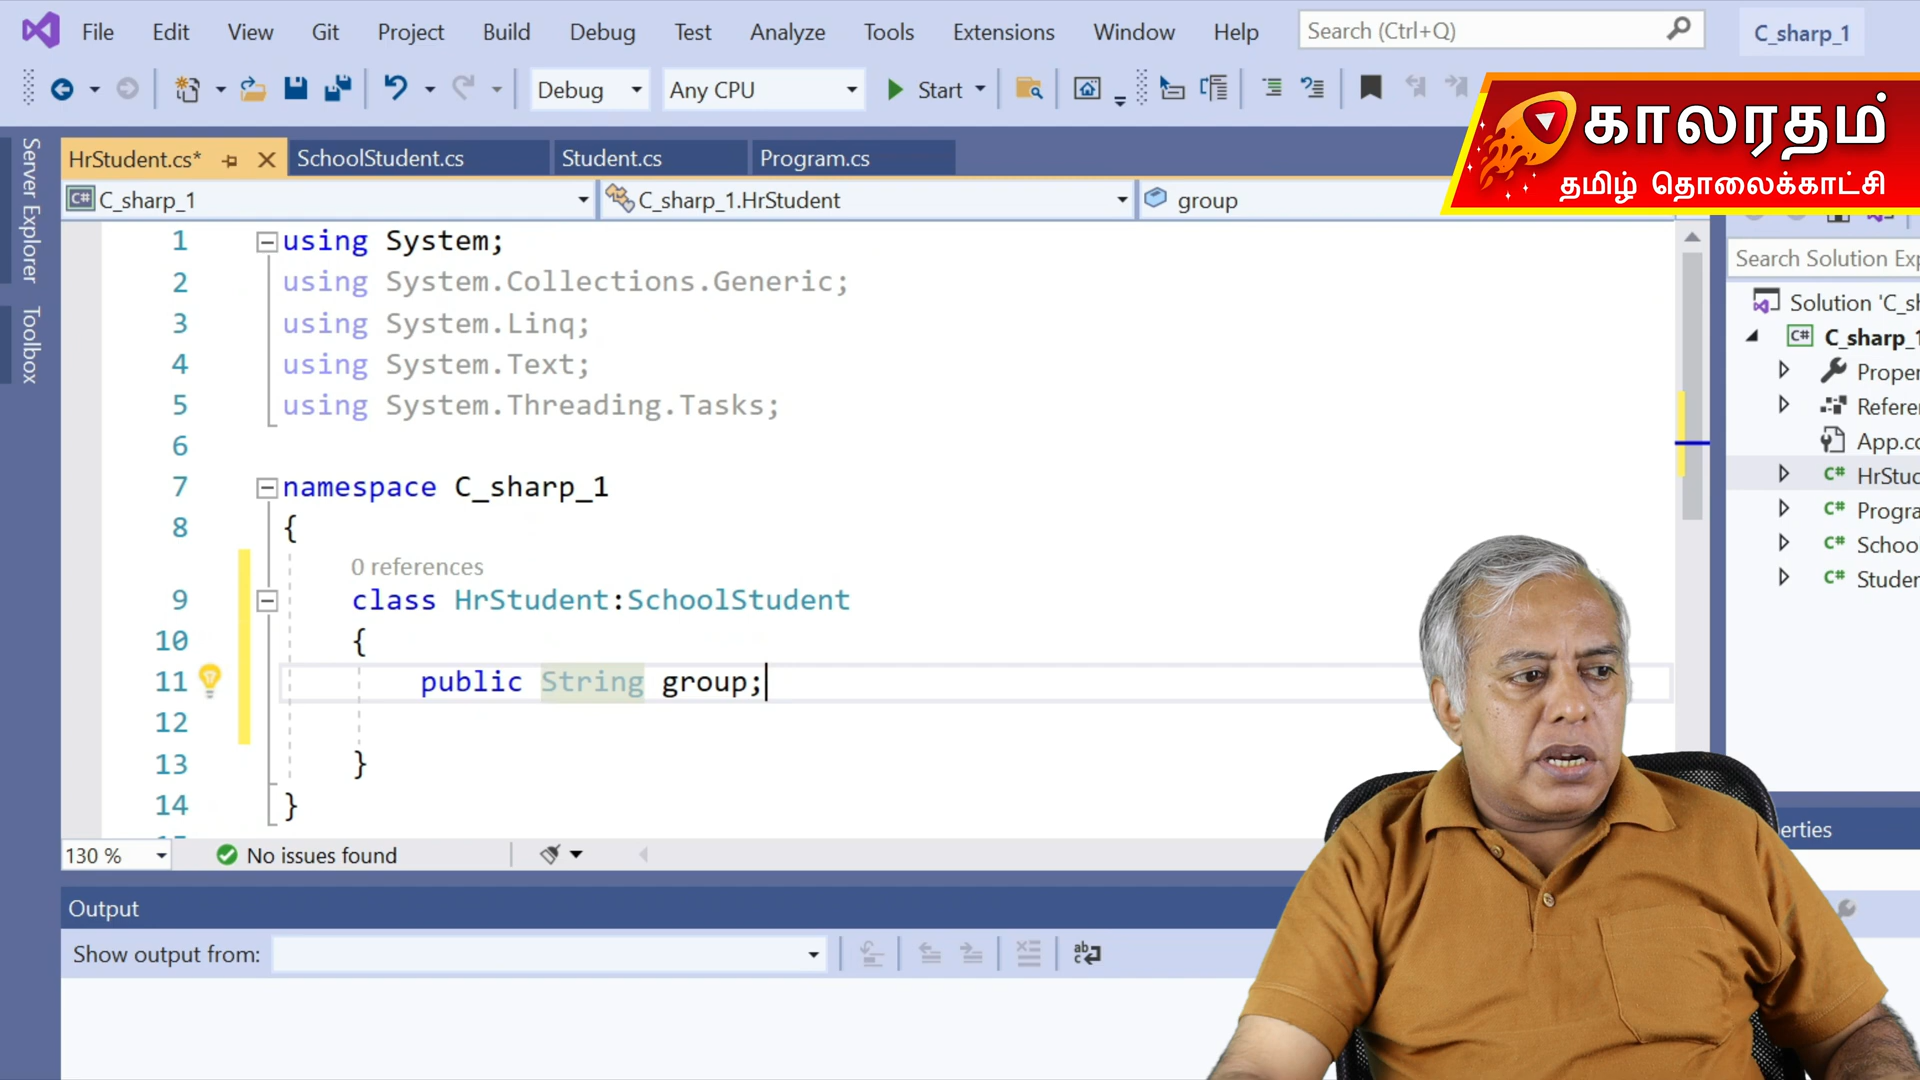 File Edit View Git Project Build Debug Test Analyze Tools Extensions Window Help Search (Ctrl+Q) C_sharp_1
Debug Any CPU Start
காலரதம்
தமிழ் தொலைக்காட்சி
Server Explorer
Toolbox
HrStudent.cs* SchoolStudent.cs Student.cs Program.cs
C# C_sharp_1 C_sharp_1.HrStudent group
1 using System;
2 using System.Collections.Generic;
3 using System.Linq;
4 using System.Text;
5 using System.Threading.Tasks;
6
7 namespace C_sharp_1
8 {
0 references
9 class HrStudent:SchoolStudent
10 {
11 public String group;
12
13 }
14 }
130 % No issues found
Output
Show output from:
Search Solution Exp
Solution 'C_sh
C# C_sharp_1
Proper
Refere
App.co
C# HrStud
C# Progra
C# Schoo
C# Studer
erties